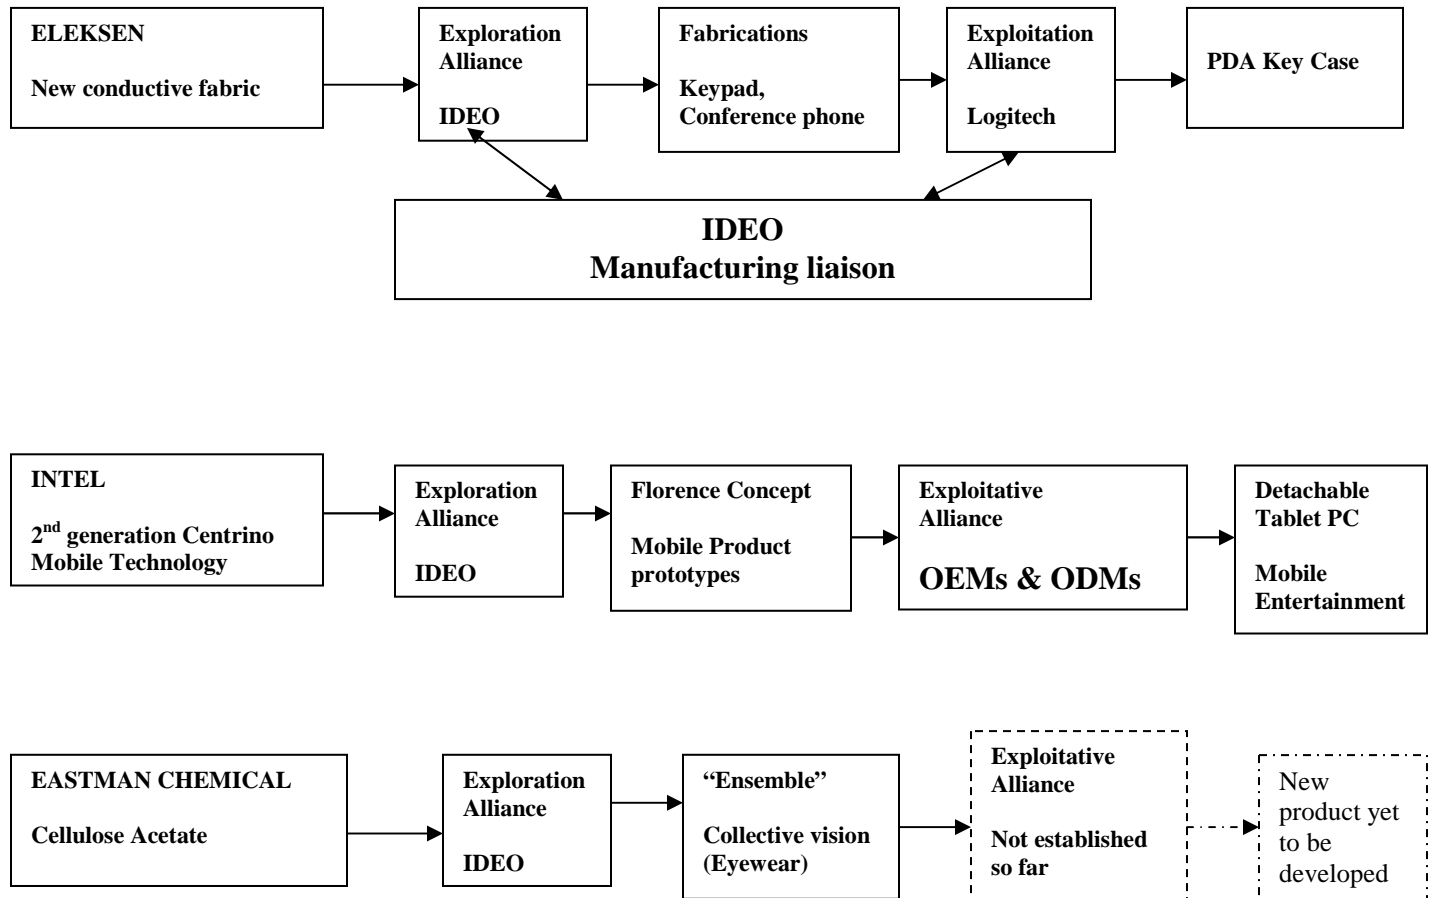 ELEKSEN
New conductive fabric
Exploration
Alliance
IDEO
Fabrications
Keypad,
Conference phone
Exploitation
Alliance
Logitech
PDA Key Case
IDEO
Manufacturing liaison
INTEL
2nd generation Centrino
Mobile Technology
Exploration
Alliance
IDEO
Florence Concept
Mobile Product
prototypes
Exploitative
Alliance
OEMs & ODMs
Detachable
Tablet PC
Mobile
Entertainment
EASTMAN CHEMICAL
Cellulose Acetate
Exploration
Alliance
IDEO
“Ensemble”
Collective vision
(Eyewear)
Exploitative
Alliance
Not established
so far
New
product yet
to be
developed